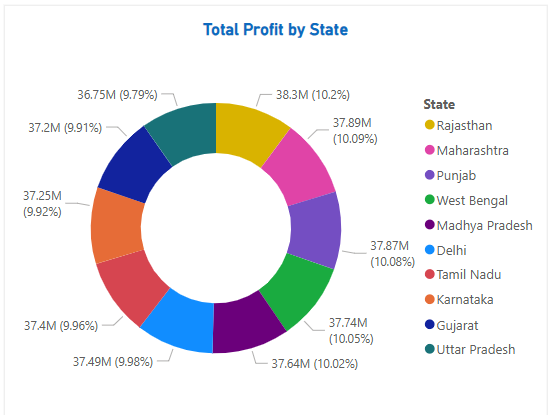 Total Profit by State
36.75M (9.79%)
38.3M (10.2%)
37.2M (9.91%)
37.89M
(10.09%)
37.25M
(9.92%)
37.87M
(10.08%)
37.4M (9.96%)
37.74M
(10.05%)
37.49M (9.98%)
37.64M (10.02%)
State
Rajasthan
Maharashtra
Punjab
West Bengal
Madhya Pradesh
Delhi
Tamil Nadu
Karnataka
Gujarat
Uttar Pradesh